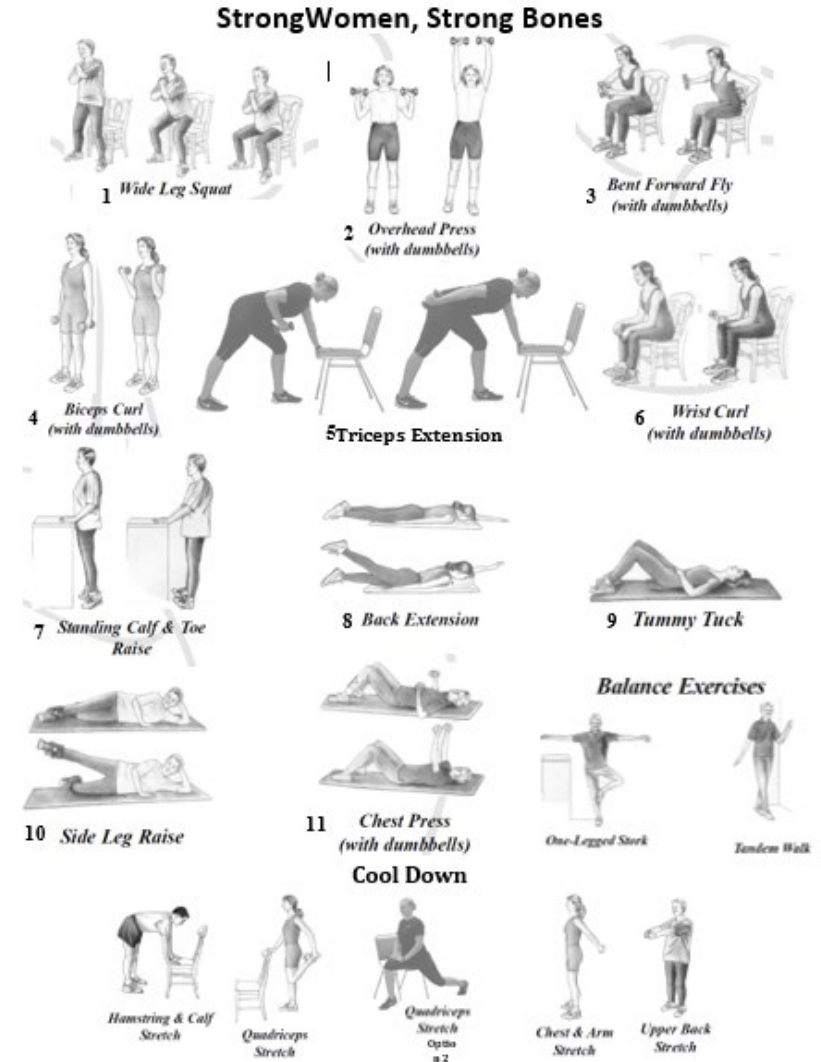 StrongWomen, Strong Bones
1 Wide Leg Squat
2 Overhead Press
(with dumbbells)
3 Bent Forward Fly
(with dumbbells)
4 Biceps Curl
(with dumbbells)
5Triceps Extension
6 Wrist Curl
(with dumbbells)
7 Standing Calf & Toe
Raise
8 Back Extension
9 Tummy Tuck
10 Side Leg Raise
11 Chest Press
(with dumbbells)
Balance Exercises
One-Legged Stork
Tandem Walk
Cool Down
Hamstring & Calf
Stretch
Quadriceps
Stretch
Quadriceps
Stretch
Optio
n 2
Chest & Arm
Stretch
Upper Back
Stretch